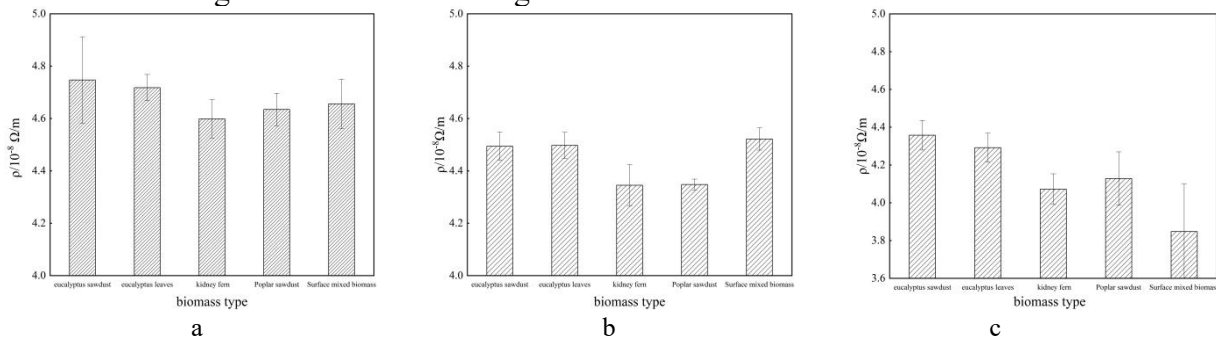 5.0
4.8
4.6
4.4
4.2
4.0
ρ/10⁻⁸ Ω/m
eucalyptus sawdust eucalyptus leaves kidney fern Poplar sawdust Surface mixed biomass
biomass type
a
5.0
4.8
4.6
4.4
4.2
4.0
ρ/10⁻⁸Ω/m
eucalyptus sawdust eucalyptus leaves kidney fern Poplar sawdust Surface mixed biomass
biomass type
b
5.0
4.8
4.6
4.4
4.2
4.0
3.8
3.6
ρ/10⁻⁸Ω/m
eucalyptus sawdust eucalyptus leaves kidney fern Poplar sawdust Surface mixed biomass
biomass type
c